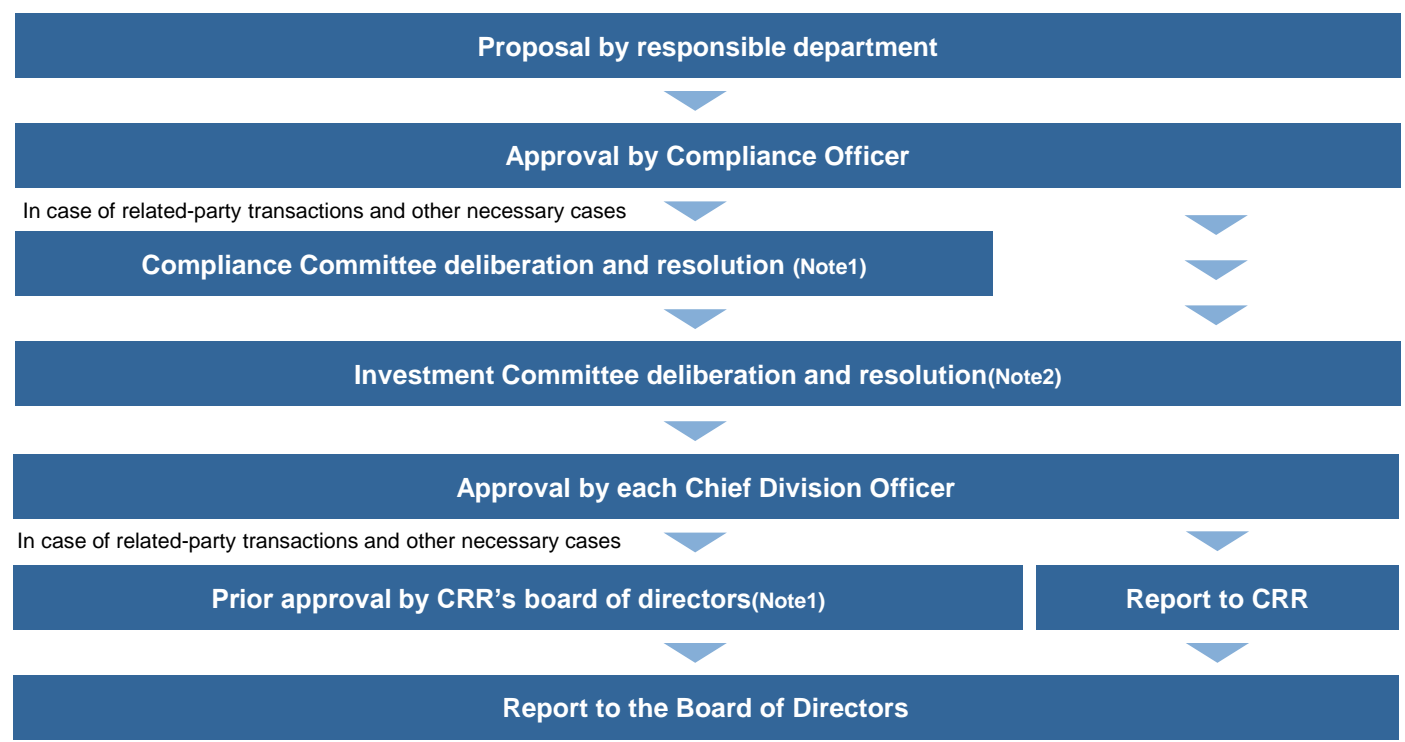 Proposal by responsible department
Approval by Compliance Officer
In case of related-party transactions and other necessary cases
Compliance Committee deliberation and resolution (Note1)
Investment Committee deliberation and resolution(Note2)
Approval by each Chief Division Officer
In case of related-party transactions and other necessary cases
Prior approval by CRR’s board of directors(Note1)
Report to CRR
Report to the Board of Directors